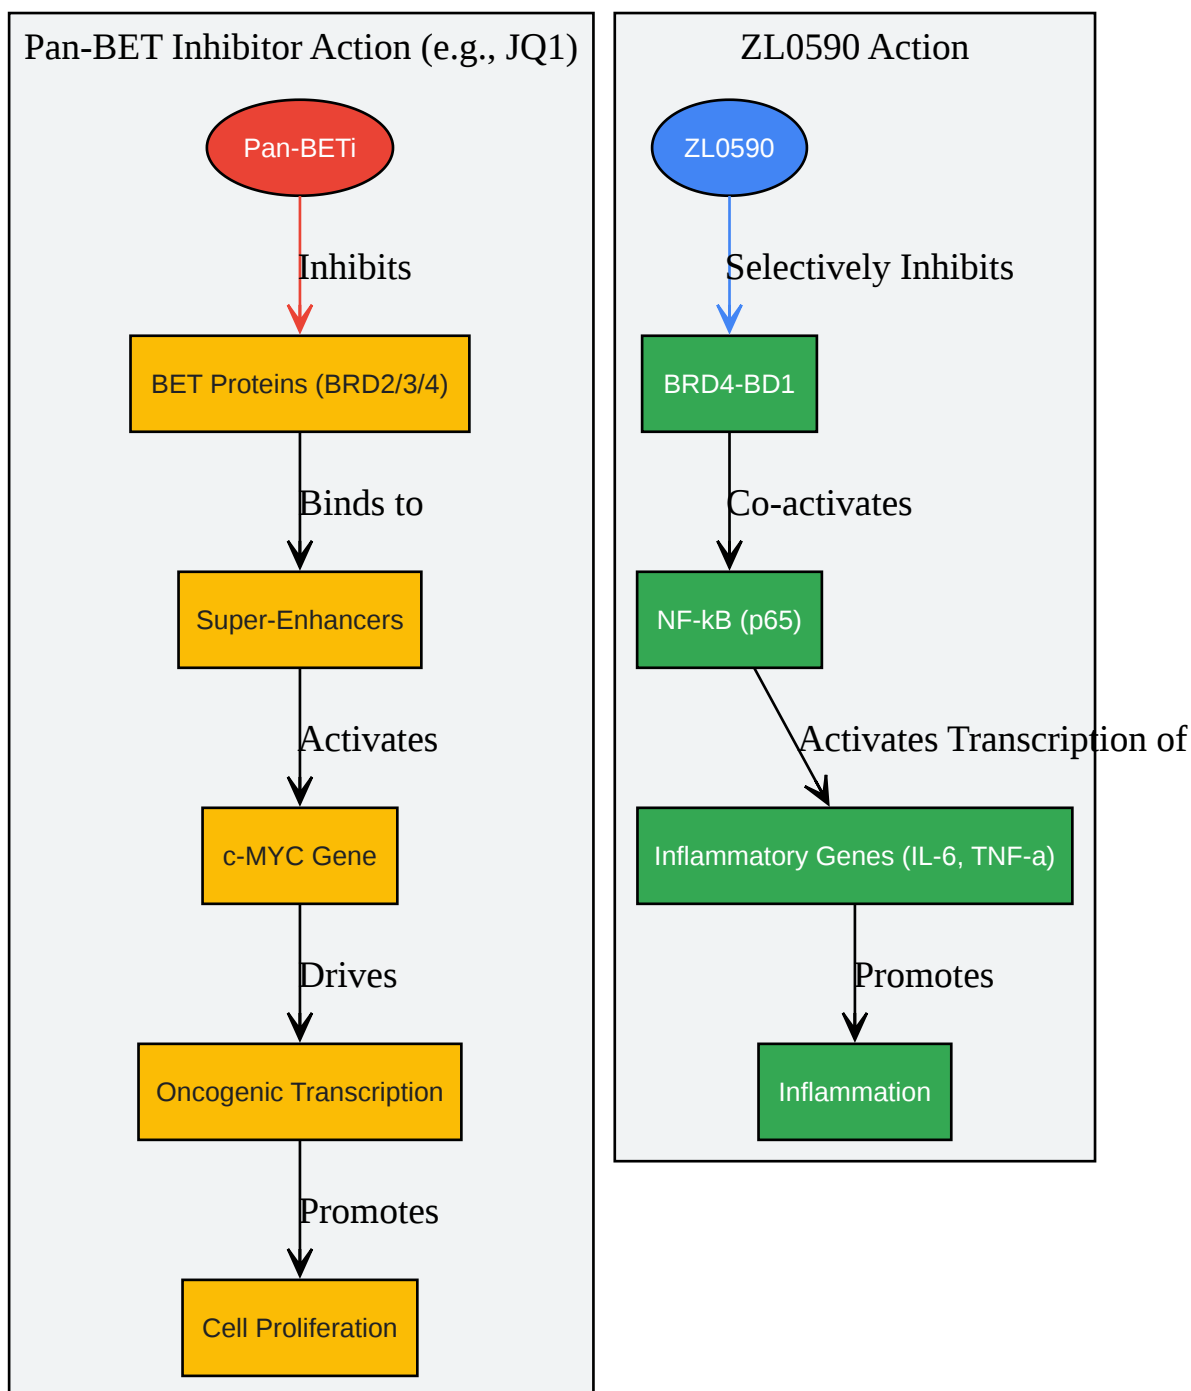 Pan-BET Inhibitor Action (e.g., JQ1)
Pan-BETi
Inhibits
BET Proteins (BRD2/3/4)
Binds to
Super-Enhancers
Activates
c-MYC Gene
Drives
Oncogenic Transcription
Promotes
Cell Proliferation
ZL0590 Action
ZL0590
Selectively Inhibits
BRD4-BD1
Co-activates
NF-kB (p65)
Activates Transcription of
Inflammatory Genes (IL-6, TNF-a)
Promotes
Inflammation